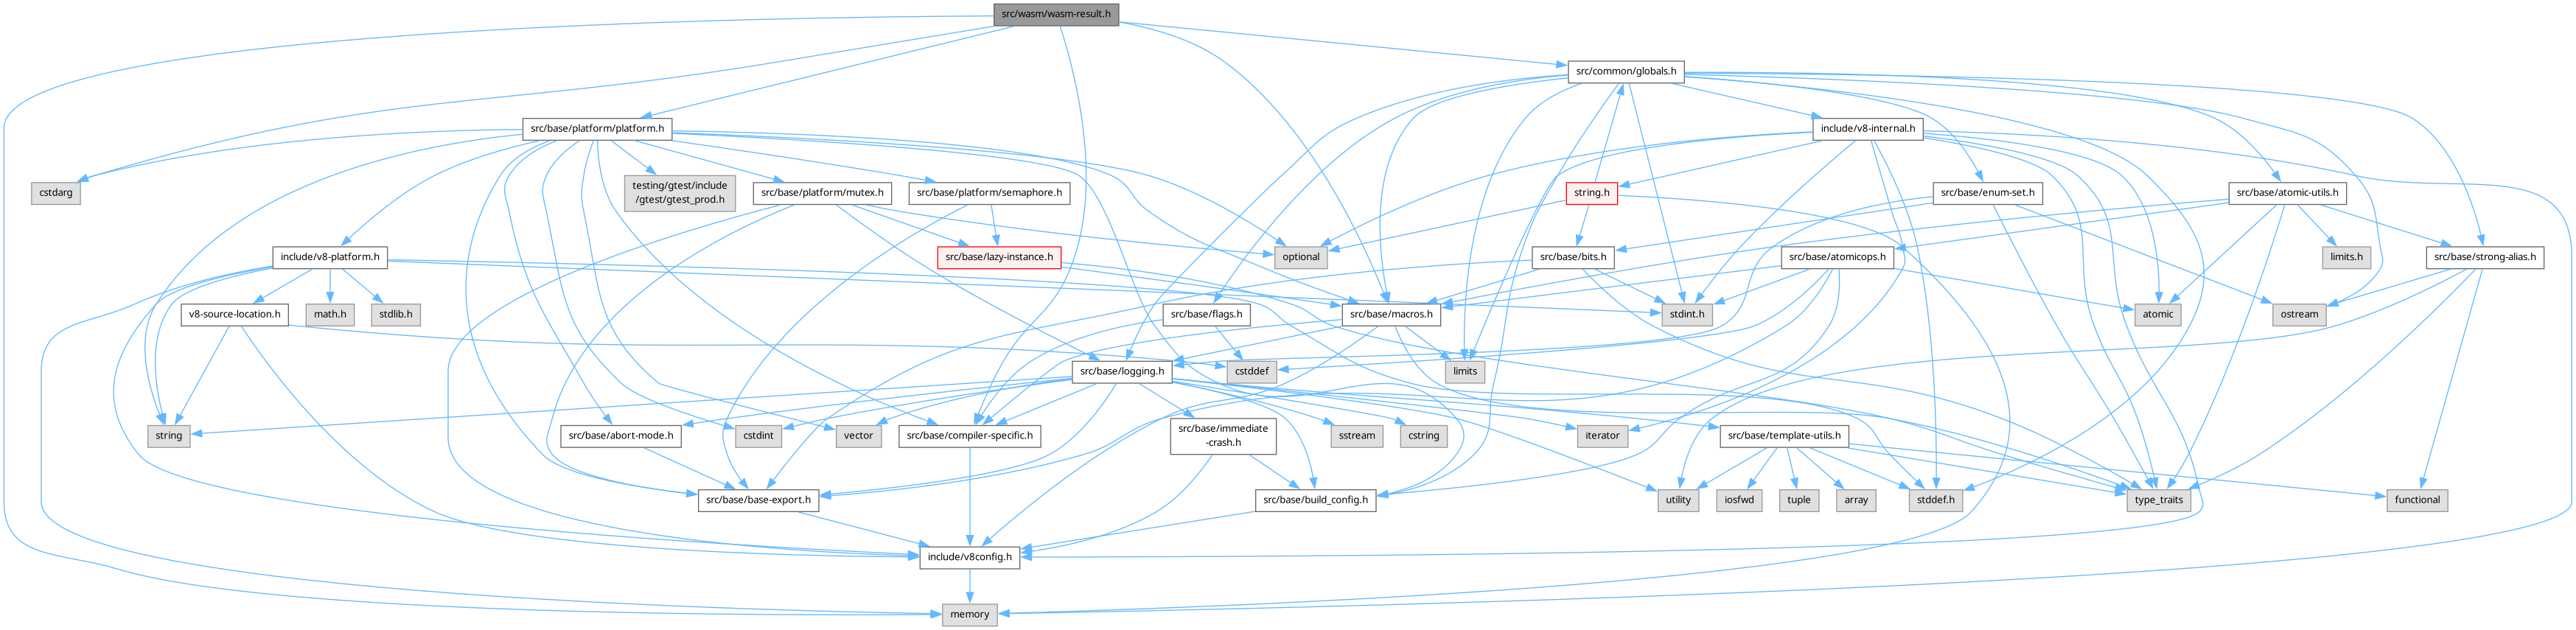 src/wasm/wasm-result.h
src/common/globals.h
src/base/platform/platform.h
include/v8-internal.h
cstdarg
testing/gtest/include
/gtest/gtest_prod.h
src/base/platform/mutex.h
src/base/platform/semaphore.h
string.h
src/base/enum-set.h
src/base/atomic-utils.h
include/v8-platform.h
src/base/lazy-instance.h
optional
src/base/bits.h
src/base/atomicops.h
limits.h
src/base/strong-alias.h
v8-source-location.h
math.h
stdlib.h
src/base/flags.h
src/base/macros.h
stdint.h
atomic
ostream
src/base/logging.h
cstddef
limits
string
src/base/abort-mode.h
cstdint
vector
src/base/compiler-specific.h
src/base/immediate
-crash.h
sstream
cstring
iterator
src/base/template-utils.h
src/base/base-export.h
src/base/build_config.h
utility
iosfwd
tuple
array
stddef.h
type_traits
functional
include/v8config.h
memory